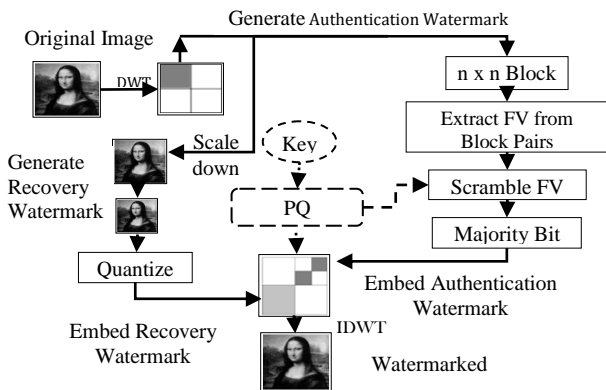 Generate Authentication Watermark
Original Image
DWT
n x n Block
Extract FV from
Block Pairs
Scale
down
Key
Generate
Recovery
Watermark
Scramble FV
PQ
Majority Bit
Quantize
Embed Authentication
Watermark
IDWT
Embed Recovery
Watermark
Watermarked